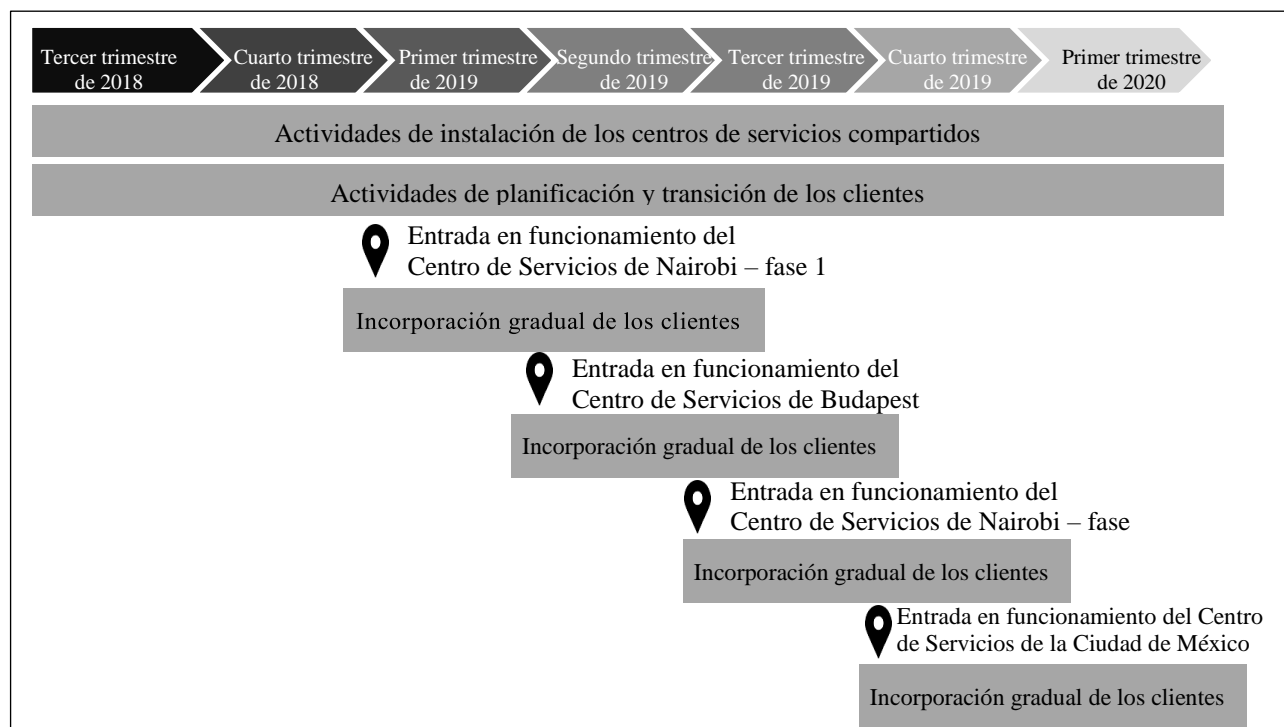 Tercer trimestre
de 2018
Cuarto trimestre
de 2018
Primer trimestre
de 2019
Segundo trimestre
de 2019
Tercer trimestre
de 2019
Cuarto trimestre
de 2019
Primer trimestre
de 2020
Actividades de instalación de los centros de servicios compartidos
Actividades de planificación y transición de los clientes
Entrada en funcionamiento del
Centro de Servicios de Nairobi – fase 1
Incorporación gradual de los clientes
Entrada en funcionamiento del
Centro de Servicios de Budapest
Incorporación gradual de los clientes
Entrada en funcionamiento del
Centro de Servicios de Nairobi – fase
Incorporación gradual de los clientes
Entrada en funcionamiento del Centro
de Servicios de la Ciudad de México
Incorporación gradual de los clientes